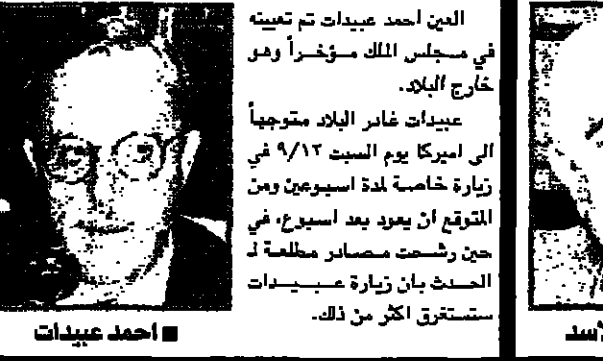 العين احمد عبيدات تم تعيينه
في مجلس الملك مؤخراً وهو
خارج البلاد.
عبيدات غادر البلاد متوجهاً
الى اميركا يوم السبت ٩/١٣ في
زيارة خاصة لمدة اسبوعين ومن
المتوقع ان يعود بعد اسبوع، في
حين رشحت مصادر مطلعة لـ
الحدث بان زيارة عبيدات
ستستغرق اكثر من ذلك.
■ احمد عبيدات
لأسد